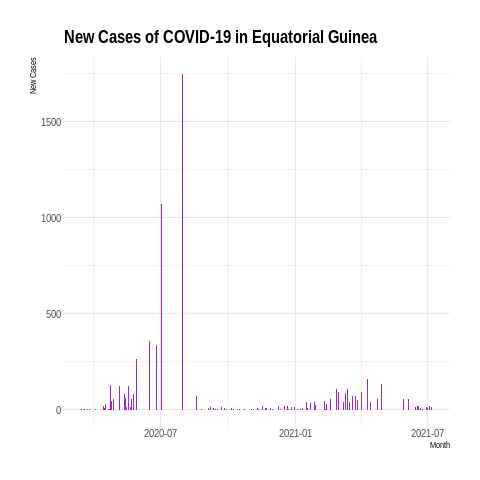 New Cases of COVID-19 in Equatorial Guinea
New Cases
1500
1000
500
0
2020-07
2021-01
2021-07
Month